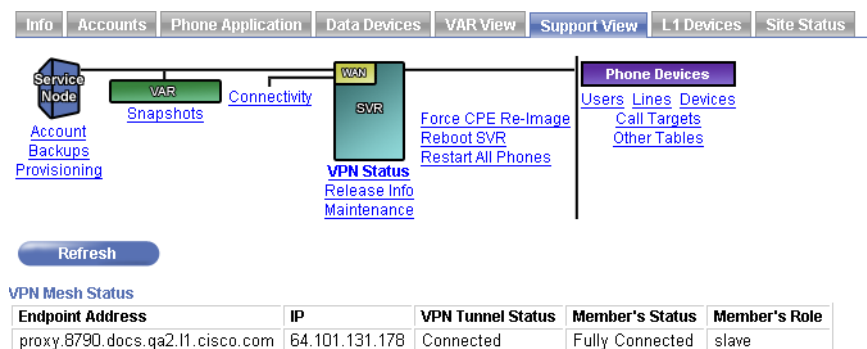 Info Accounts Phone Application Data Devices VAR View Support View L1 Devices Site Status
Service Node
VAR
Snapshots
Account
Backups
Provisioning
Connectivity
WAN
SVR
VPN Status
Release Info
Maintenance
Force CPE Re-Image
Reboot SVR
Restart All Phones
Phone Devices
Users Lines Devices
Call Targets
Other Tables
Refresh
VPN Mesh Status
Endpoint Address IP VPN Tunnel Status Member's Status Member's Role
proxy.8790.docs.qa2.l1.cisco.com 64.101.131.178 Connected Fully Connected slave